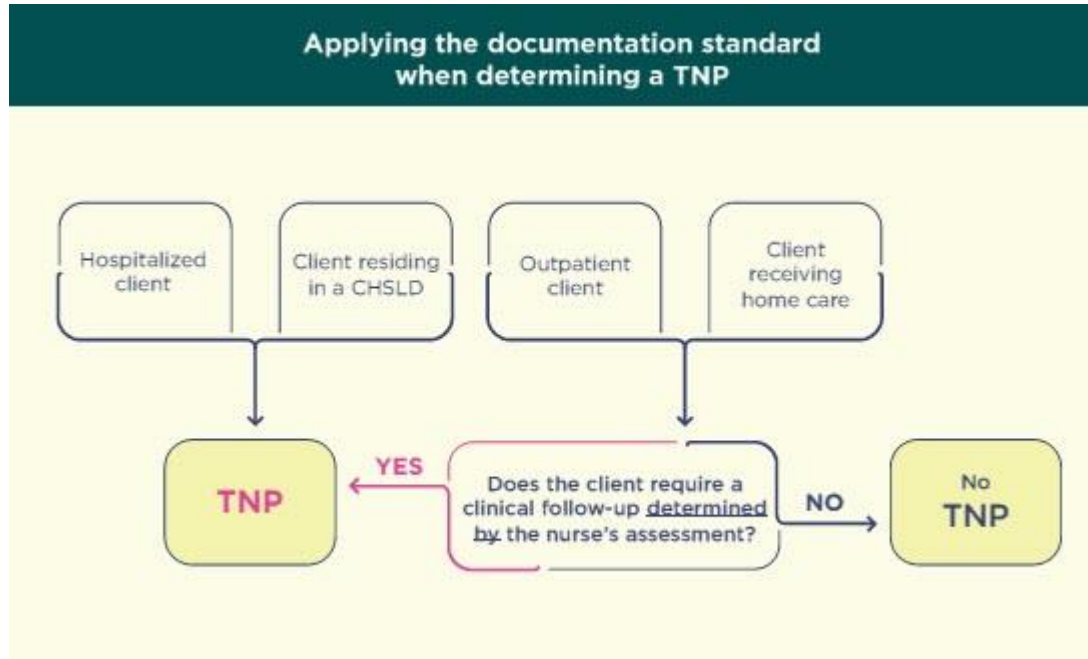 Applying the documentation standard
when determining a TNP
Hospitalized
client
Client residing
in a CHSLD
Outpatient
client
Client
receiving
home care
TNP
YES
Does the client require a
clinical follow-up determined
by the nurse's assessment?
NO
No
TNP